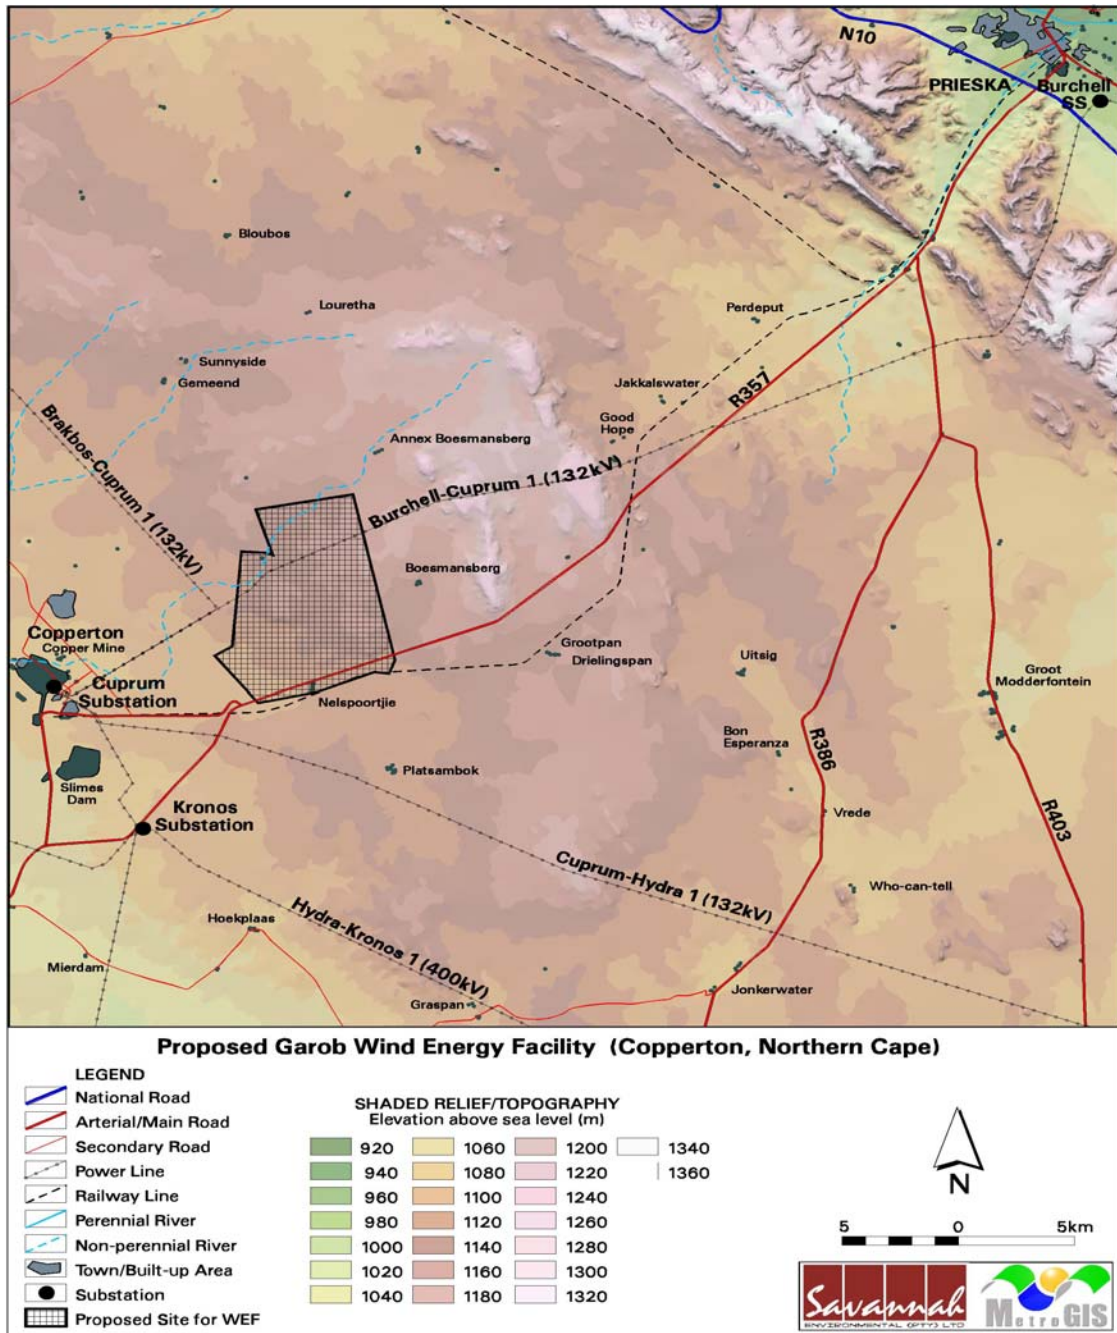 N10
PRIESKA
Burchell
SS
Bloubos
Louretha
Perdeput
Sunnyside
Gemeend
R357
Jakkalswater
Good
Hope
Brakbos-Cuprum 1 (132kV)
Annex Boesmansberg
Burchell-Cuprum 1 (132kV)
Boesmansberg
Copperton
Copper Mine
Grootpan
Drielingspan
Uitsig
Groot
Modderfontein
Cuprum
Substation
Nelspoortjie
Bon
Esperanza
R386
Platsambok
Slimes
Dam
Kronos
Substation
Vrede
R403
Cuprum-Hydra 1 (132kV)
Who-can-tell
Hoekplaas
Hydra-Kronos 1 (400kV)
Mierdam
Graspan
Jonkerwater
Proposed Garob Wind Energy Facility (Copperton, Northern Cape)
LEGEND
National Road
Arterial/Main Road
Secondary Road
Power Line
Railway Line
Perennial River
Non-perennial River
Town/Built-up Area
Substation
Proposed Site for WEF
SHADED RELIEF/TOPOGRAPHY
Elevation above sea level (m)
920 1060 1200 1340
940 1080 1220 1360
960 1100 1240
980 1120 1260
1000 1140 1280
1020 1160 1300
1040 1180 1320
N
5 0 5km
Savannah
ENVIRONMENTAL (PTY) LTD
MetroGIS